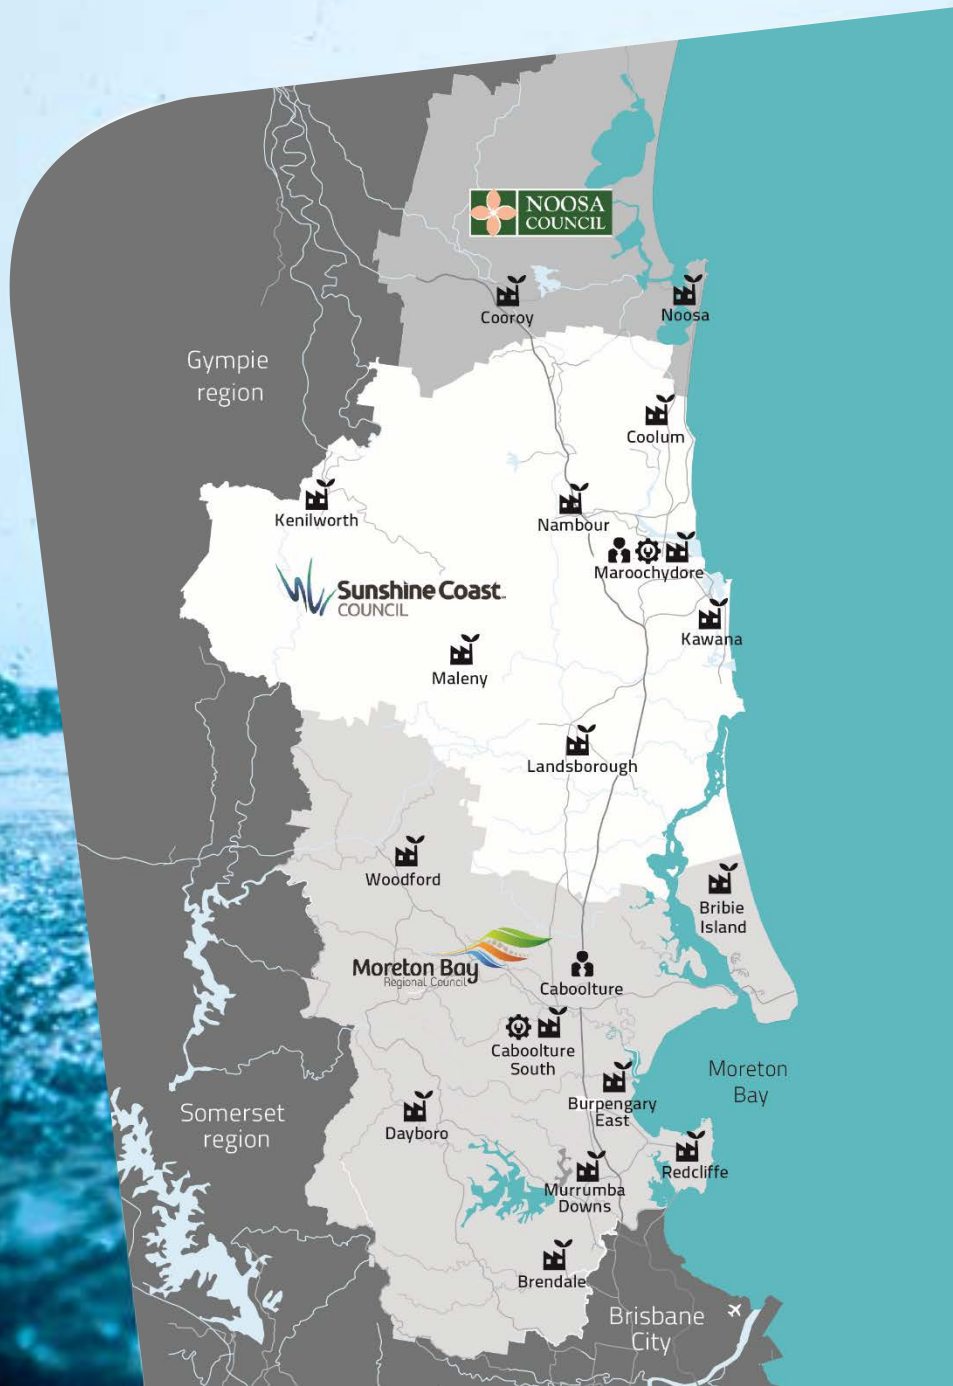 NOOSA
COUNCIL
Cooroy
Noosa
Gympie
region
Coolum
Kenilworth
Nambour
Maroochydore
Sunshine Coast
COUNCIL
Kawana
Maleny
Landsborough
Woodford
Bribie
Island
Moreton Bay
Regional Council
Caboolture
Caboolture
South
Moreton
Bay
Burpengary
East
Somerset
region
Dayboro
Redcliffe
Murrumba
Downs
Brendale
Brisbane
City